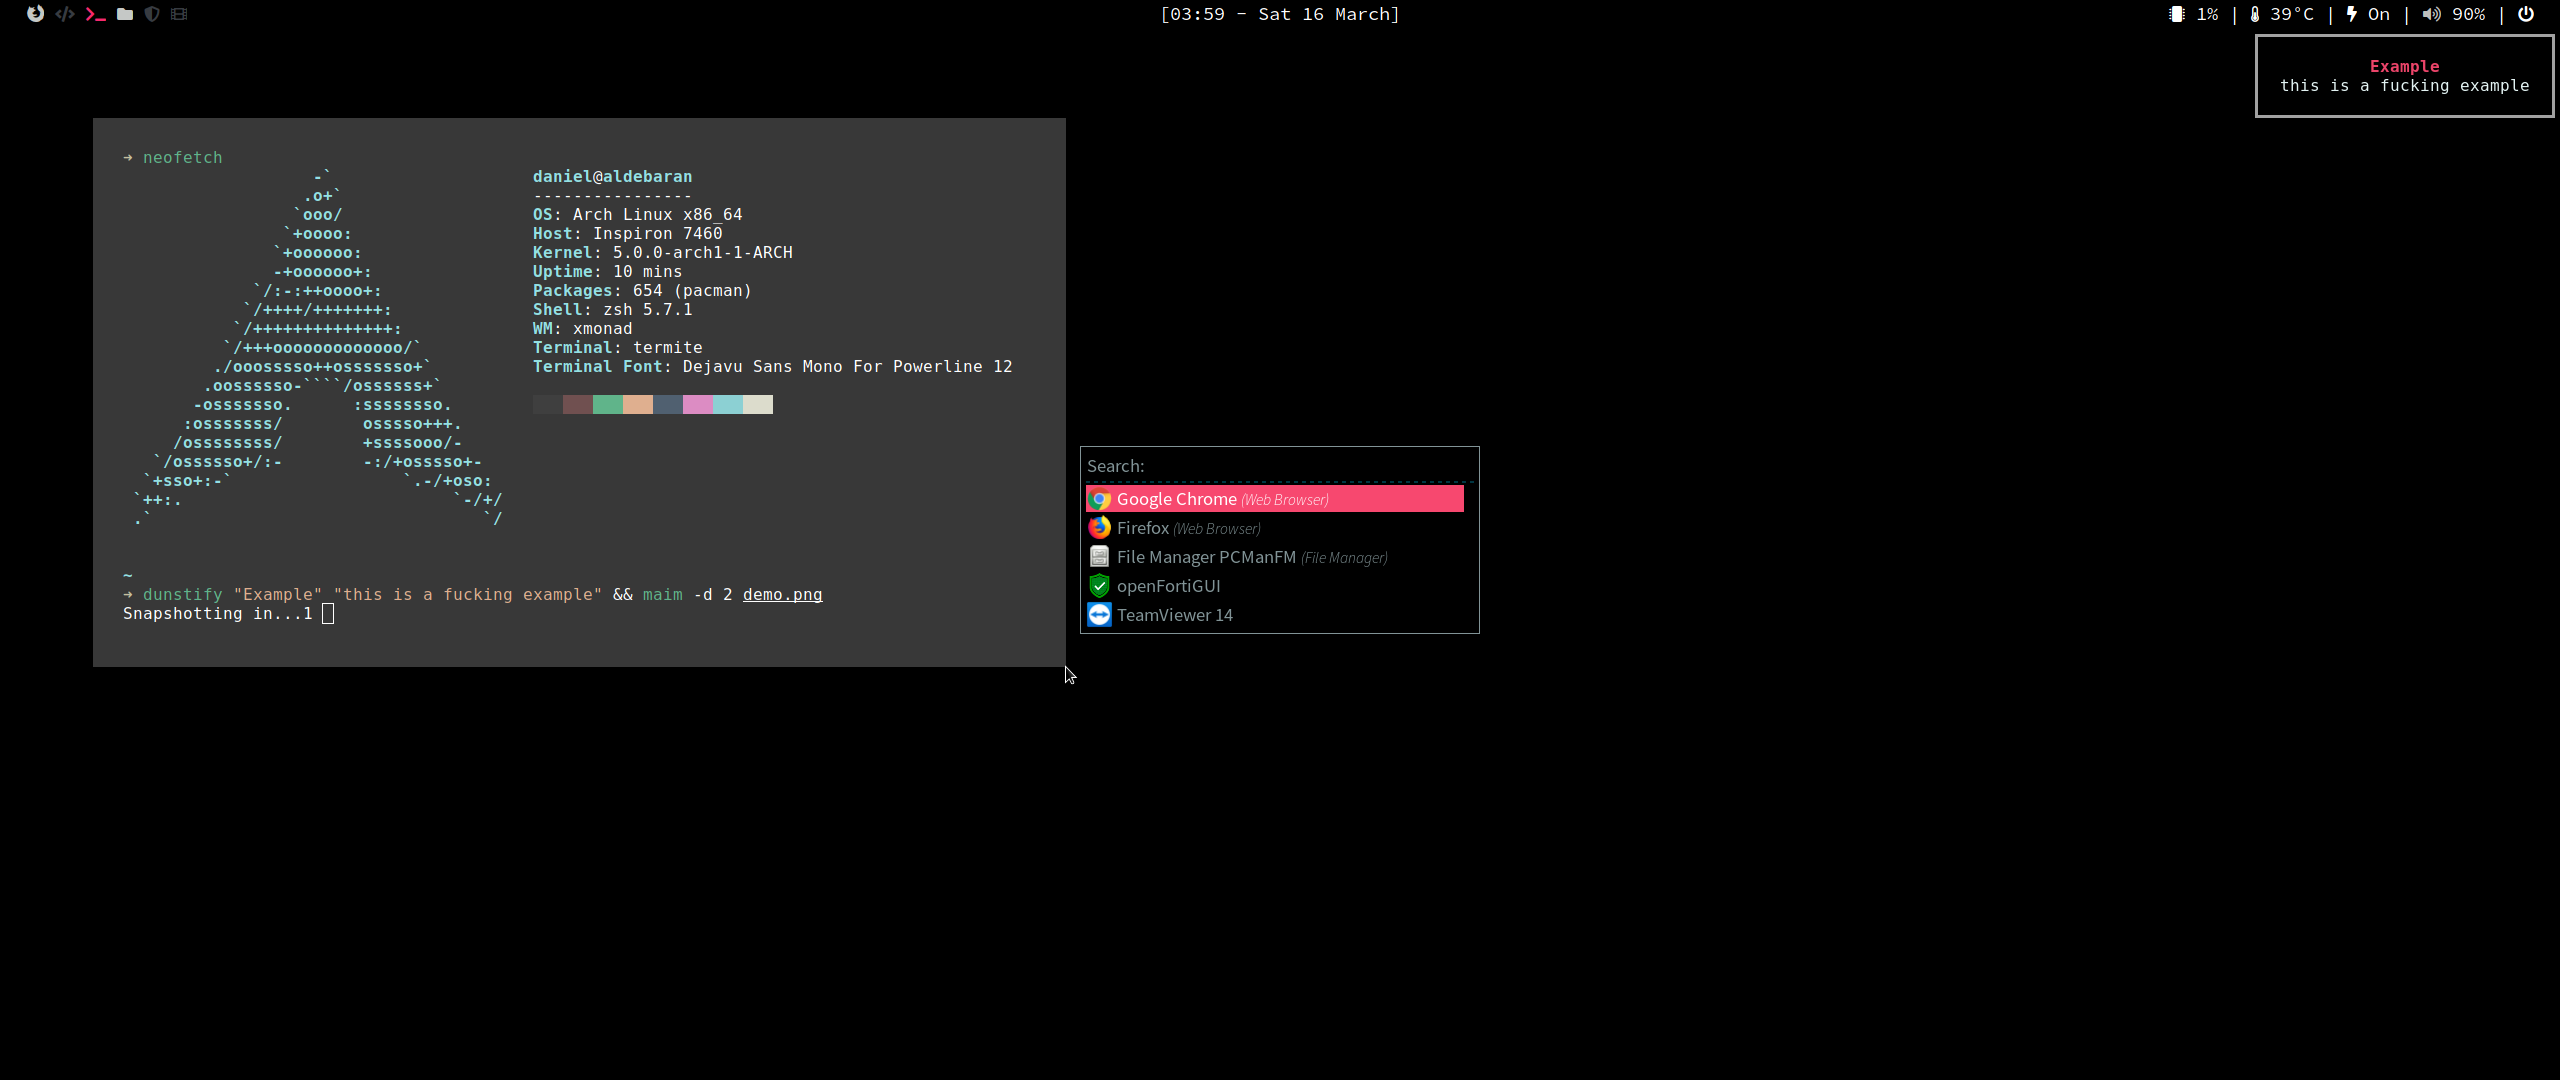 [03:59 - Sat 16 March]
1% | 39°C | On | 90% |
Example
this is a fucking example
➜ neofetch
-`
.o+`
`ooo/
`+oooo:
`+oooooo:
-+oooooo+:
`/:-:++oooo+:
`/++++/+++++++:
`/++++++++++++++:
`/+++ooooooooooooo/`
./ooosssso++osssssso+`
.oossssso-````/ossssss+`
-osssssso.      :ssssssso.
:osssssss/        osssso+++.
/ossssssss/        +ssssooo/-
`/ossssso+/:-        -:/+osssso+-
`+sso+:-`                 `.-/+oso:
`++:.                           `-/+/
.`                                 `/
daniel@aldebaran
----------------
OS: Arch Linux x86_64
Host: Inspiron 7460
Kernel: 5.0.0-arch1-1-ARCH
Uptime: 10 mins
Packages: 654 (pacman)
Shell: zsh 5.7.1
WM: xmonad
Terminal: termite
Terminal Font: Dejavu Sans Mono For Powerline 12
~
➜ dunstify "Example" "this is a fucking example" && maim -d 2 demo.png
Snapshotting in...1
Search:
Google Chrome (Web Browser)
Firefox (Web Browser)
File Manager PCManFM (File Manager)
openFortiGUI
TeamViewer 14